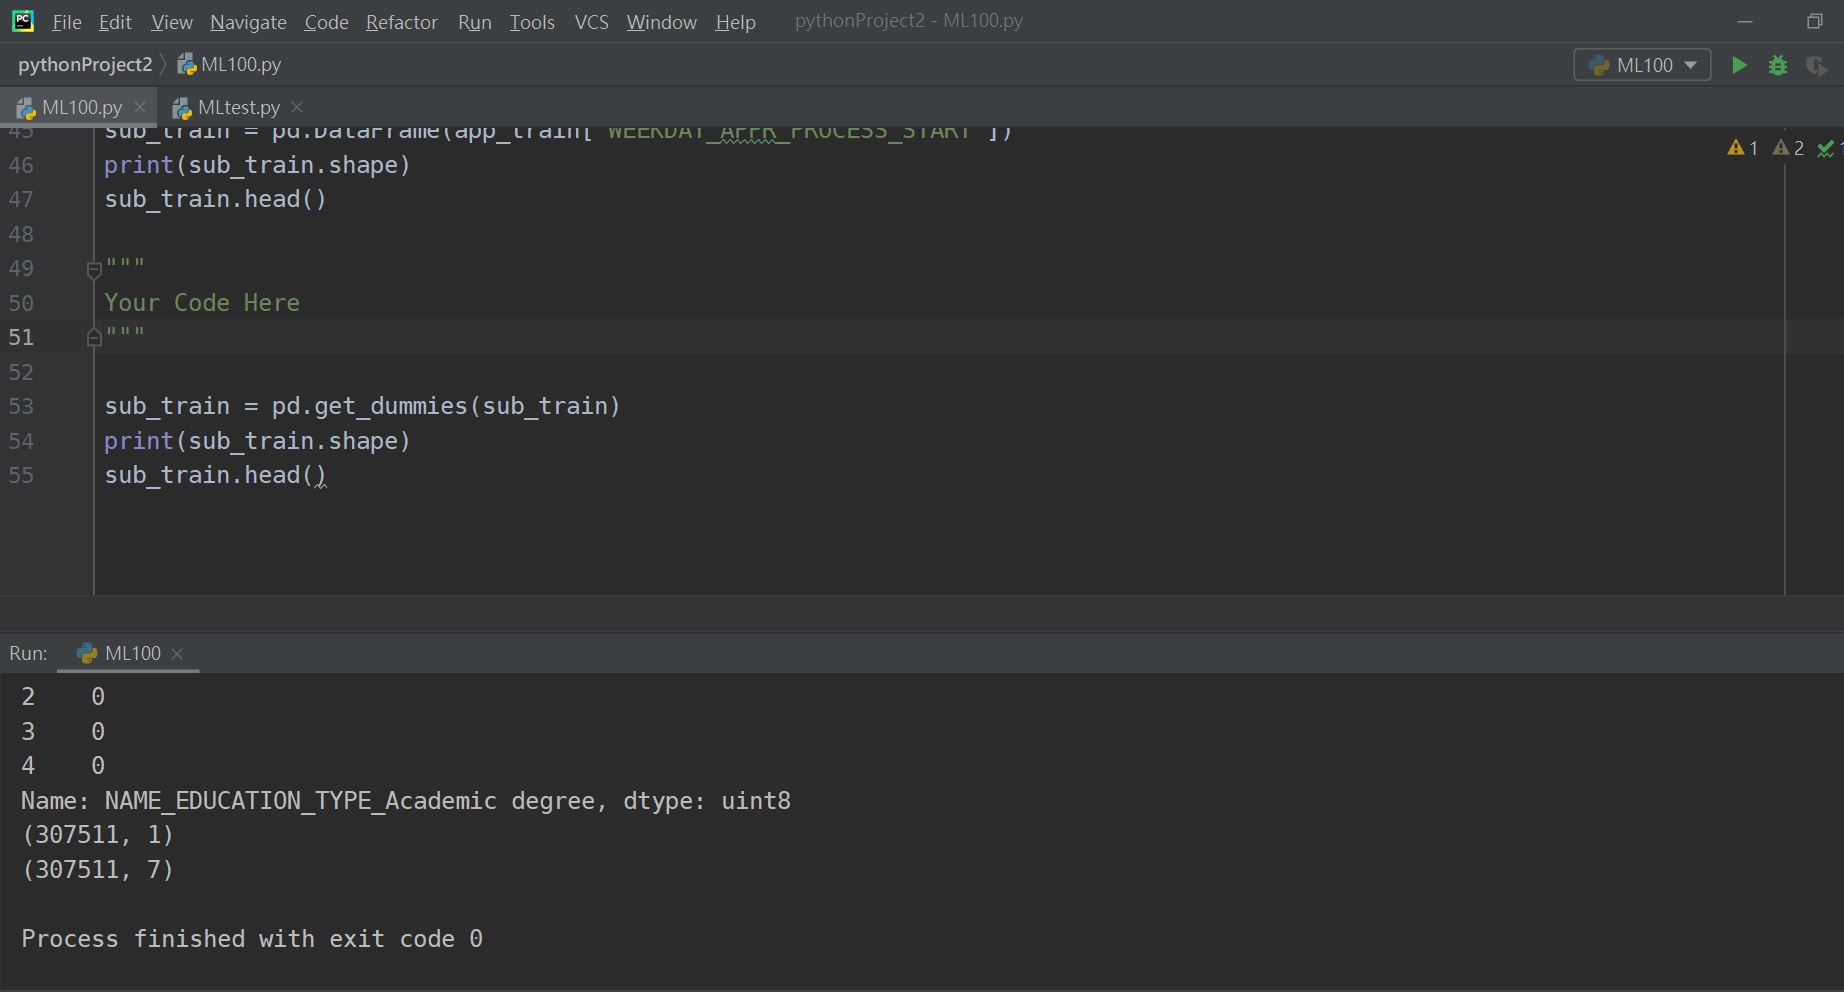 PC File Edit View Navigate Code Refactor Run Tools VCS Window Help pythonProject2 - ML100.py
pythonProject2 ML100.py ML100
ML100.py MLtest.py
45 sub_train = pd.DataFrame(app_train['WEEKDAY_APPR_PROCESS_START'])
46 print(sub_train.shape)
47 sub_train.head()
48
49 """
50 Your Code Here
51 """
52
53 sub_train = pd.get_dummies(sub_train)
54 print(sub_train.shape)
55 sub_train.head()
1 2 1
Run: ML100
2 0
3 0
4 0
Name: NAME_EDUCATION_TYPE_Academic degree, dtype: uint8
(307511, 1)
(307511, 7)
Process finished with exit code 0